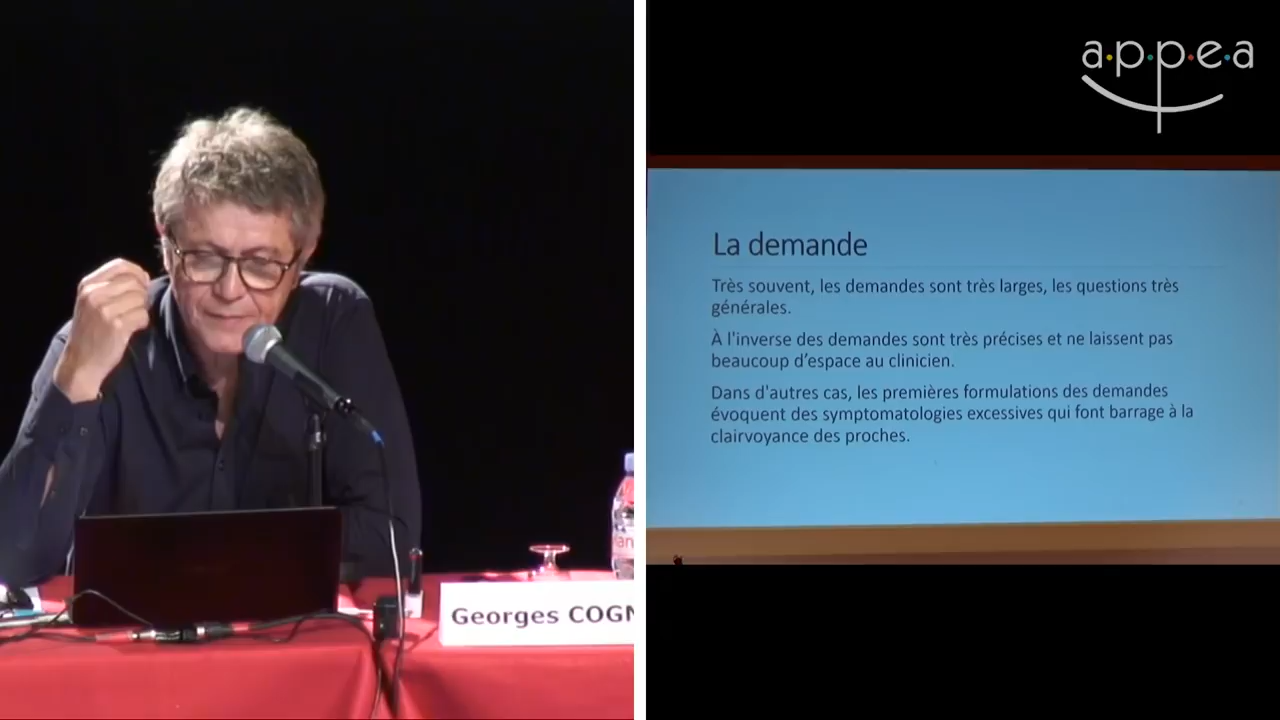 Georges COGN
a.p.p.e.a
La demande
Très souvent, les demandes sont très larges, les questions très
générales.
À l'inverse des demandes sont très précises et ne laissent pas
beaucoup d'espace au clinicien.
Dans d'autres cas, les premières formulations des demandes
évoquent des symptomatologies excessives qui font barrage à la
clairvoyance des proches.